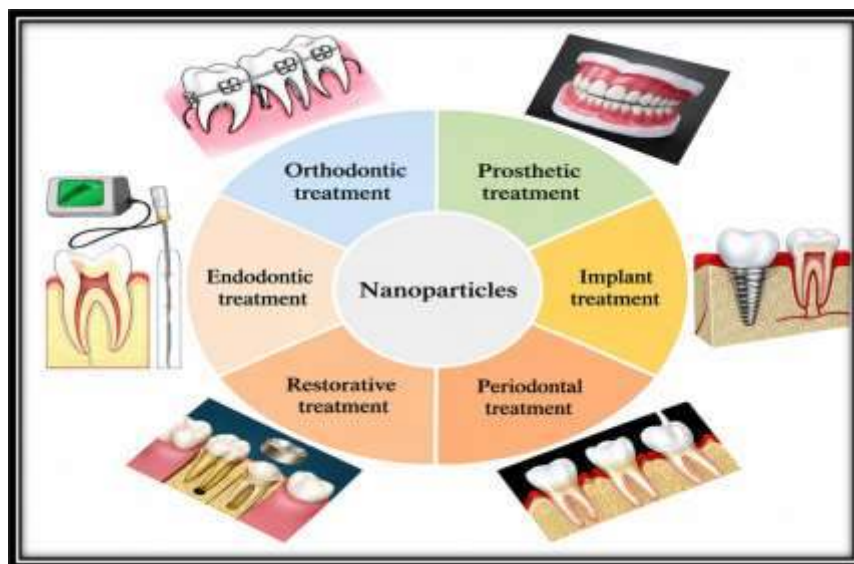 Orthodontic
treatment
Prosthetic
treatment
Endodontic
treatment
Nanoparticles
Implant
treatment
Restorative
treatment
Periodontal
treatment